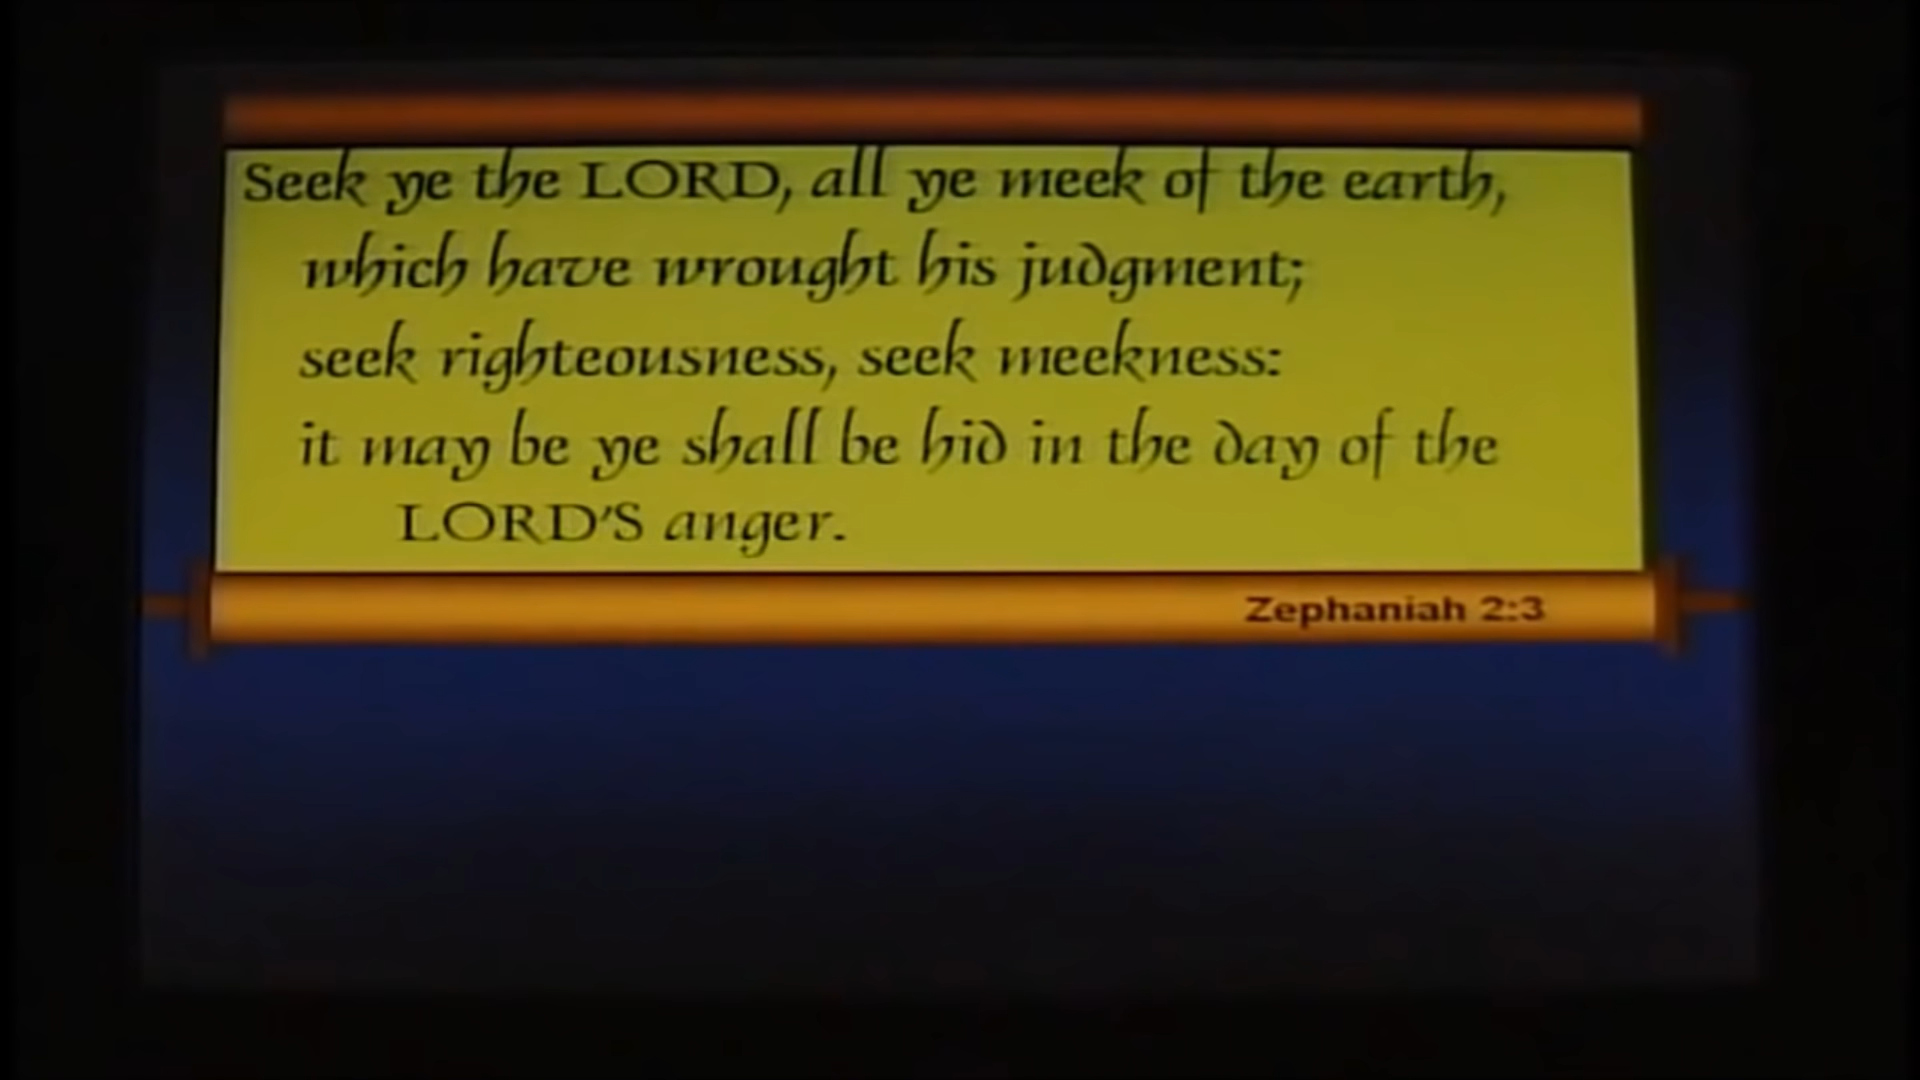 Seek ye the LORD, all ye meek of the earth,
which have wrought his judgment;
seek righteousness, seek meekness:
it may be ye shall be hid in the day of the
LORD'S anger.
Zephaniah 2:3